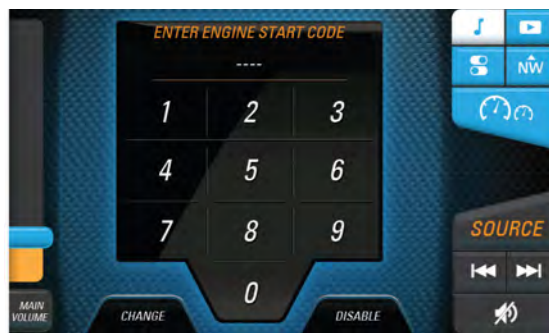 ENTER ENGINE START CODE
----
1 2 3
4 5 6
7 8 9
0
CHANGE
DISABLE
MAIN
VOLUME
NW
SOURCE